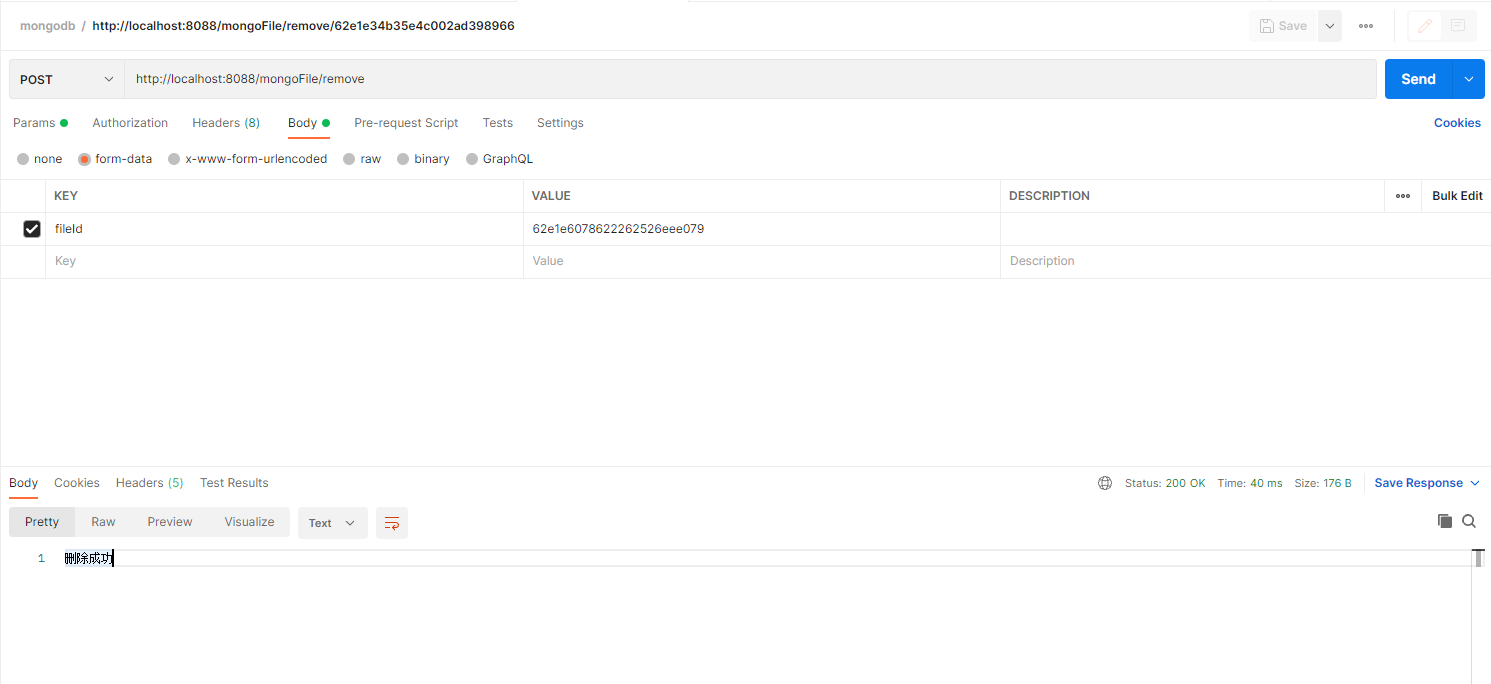 mongodb / http://localhost:8088/mongoFile/remove/62e1e34b35e4c002ad398966 Save
POST http://localhost:8088/mongoFile/remove Send
Params Authorization Headers (8) Body Pre-request Script Tests Settings Cookies
none form-data x-www-form-urlencoded raw binary GraphQL
KEY VALUE DESCRIPTION Bulk Edit
fileId 62e1e6078622262526eee079
Key Value Description
Body Cookies Headers (5) Test Results Status: 200 OK Time: 40 ms Size: 176 B Save Response
Pretty Raw Preview Visualize Text
1 删除成功